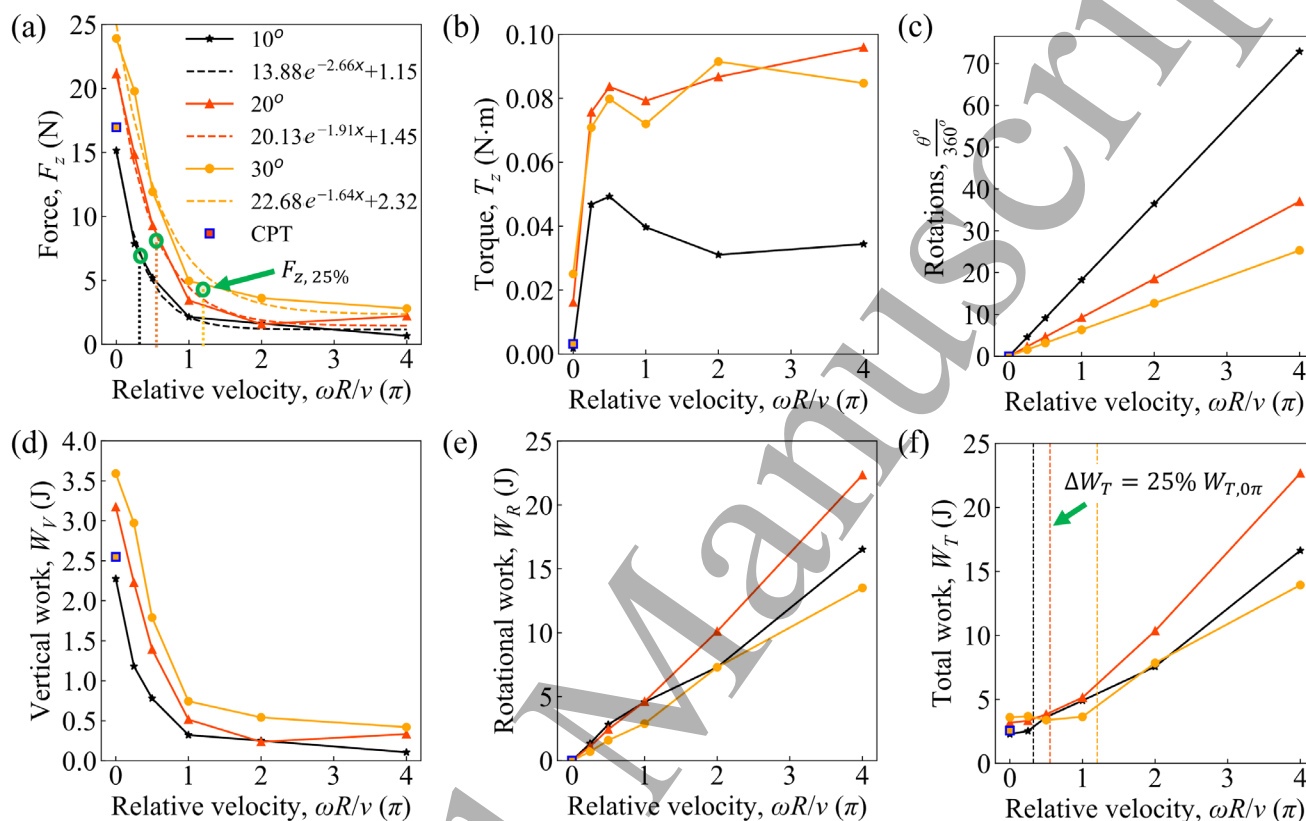 (a)
Force, F_z (N)
25
20
15
10
5
0
10°
13.88e^{-2.66x}+1.15
20°
20.13e^{-1.91x}+1.45
30°
22.68e^{-1.64x}+2.32
CPT
F_{z, 25%}
0 1 2 3 4
Relative velocity, ωR/v (π)
(b)
Torque, T_z (N·m)
0.10
0.08
0.06
0.04
0.02
0.00
0 1 2 3 4
Relative velocity, ωR/v (π)
(c)
Rotations, θ°/360°
70
60
50
40
30
20
10
0
0 1 2 3 4
Relative velocity, ωR/v (π)
(d)
Vertical work, W_V (J)
4.0
3.5
3.0
2.5
2.0
1.5
1.0
0.5
0.0
0 1 2 3 4
Relative velocity, ωR/v (π)
(e)
Rotational work, W_R (J)
25
20
15
10
5
0
0 1 2 3 4
Relative velocity, ωR/v (π)
(f)
Total work, W_T (J)
25
20
15
10
5
0
ΔW_T = 25% W_{T,0π}
0 1 2 3 4
Relative velocity, ωR/v (π)
Manuscri